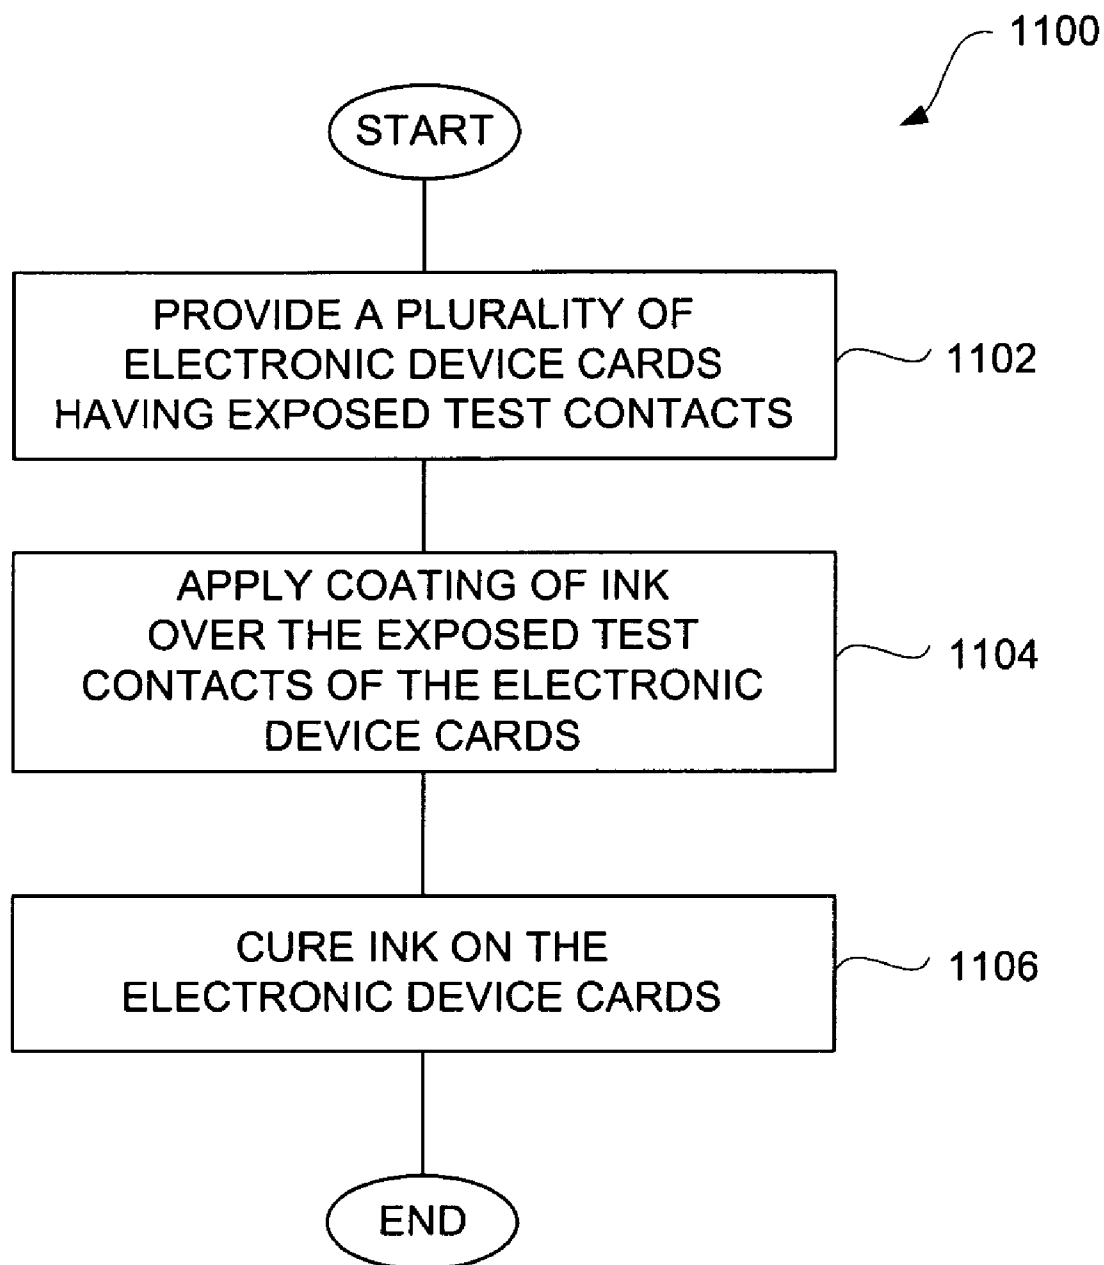 1100
START
PROVIDE A PLURALITY OF
ELECTRONIC DEVICE CARDS
HAVING EXPOSED TEST CONTACTS
1102
APPLY COATING OF INK
OVER THE EXPOSED TEST
CONTACTS OF THE ELECTRONIC
DEVICE CARDS
1104
CURE INK ON THE
ELECTRONIC DEVICE CARDS
1106
END